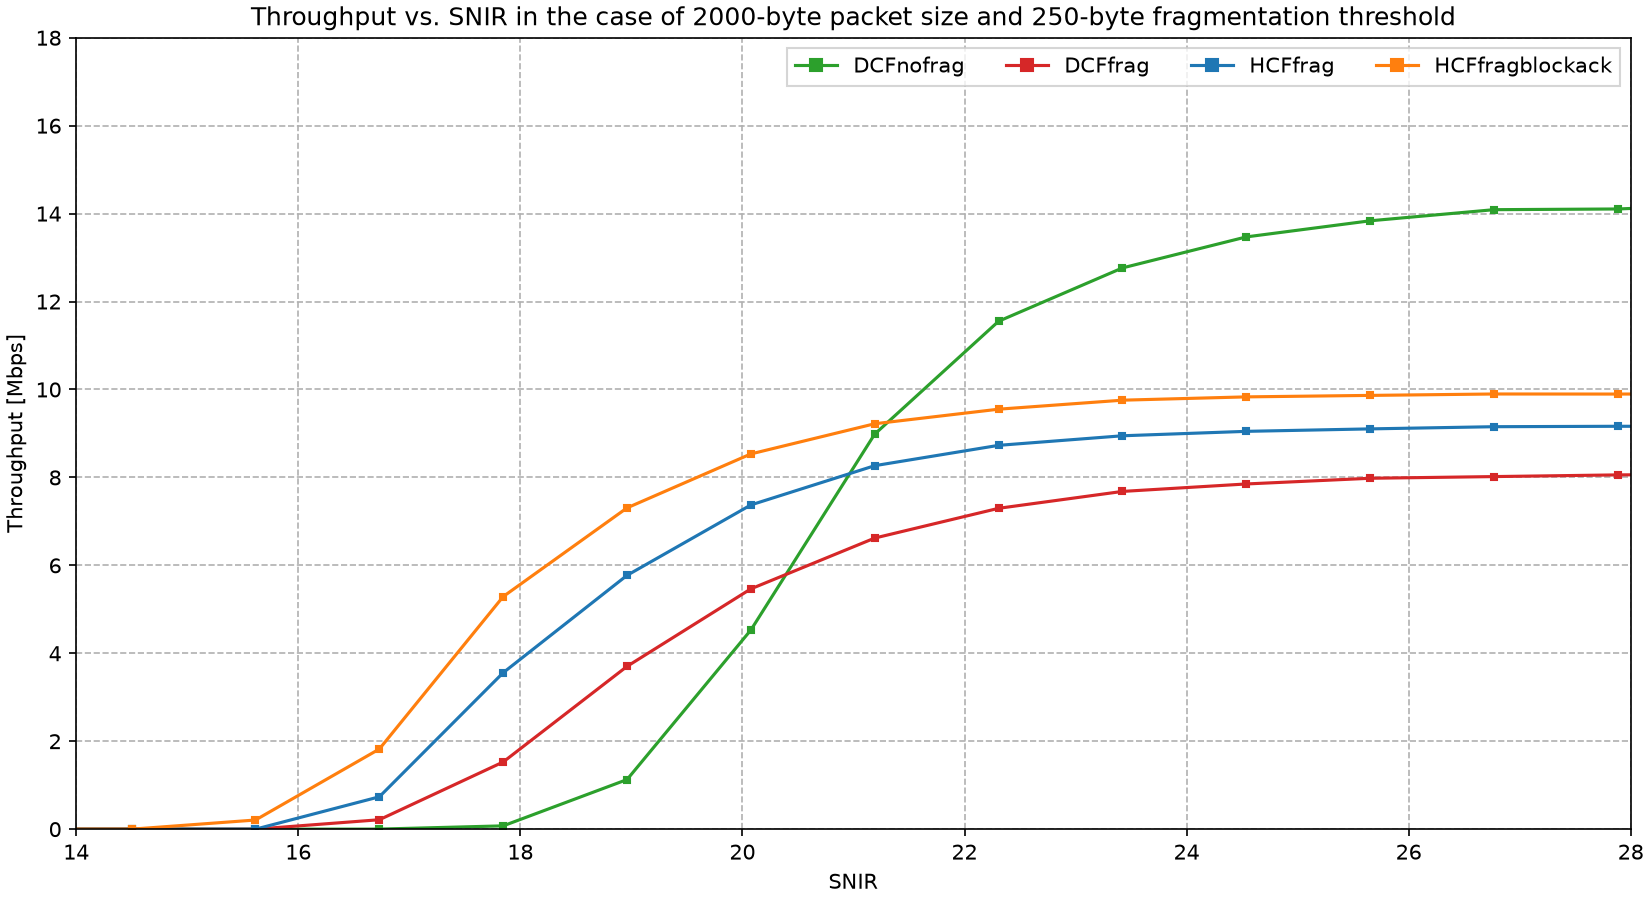 Throughput vs. SNIR in the case of 2000-byte packet size and 250-byte fragmentation threshold
DCFnofrag DCFfrag HCFfrag HCFfragblockack
Throughput [Mbps]
18
16
14
12
10
8
6
4
2
0
14 16 18 20 22 24 26 28
SNIR